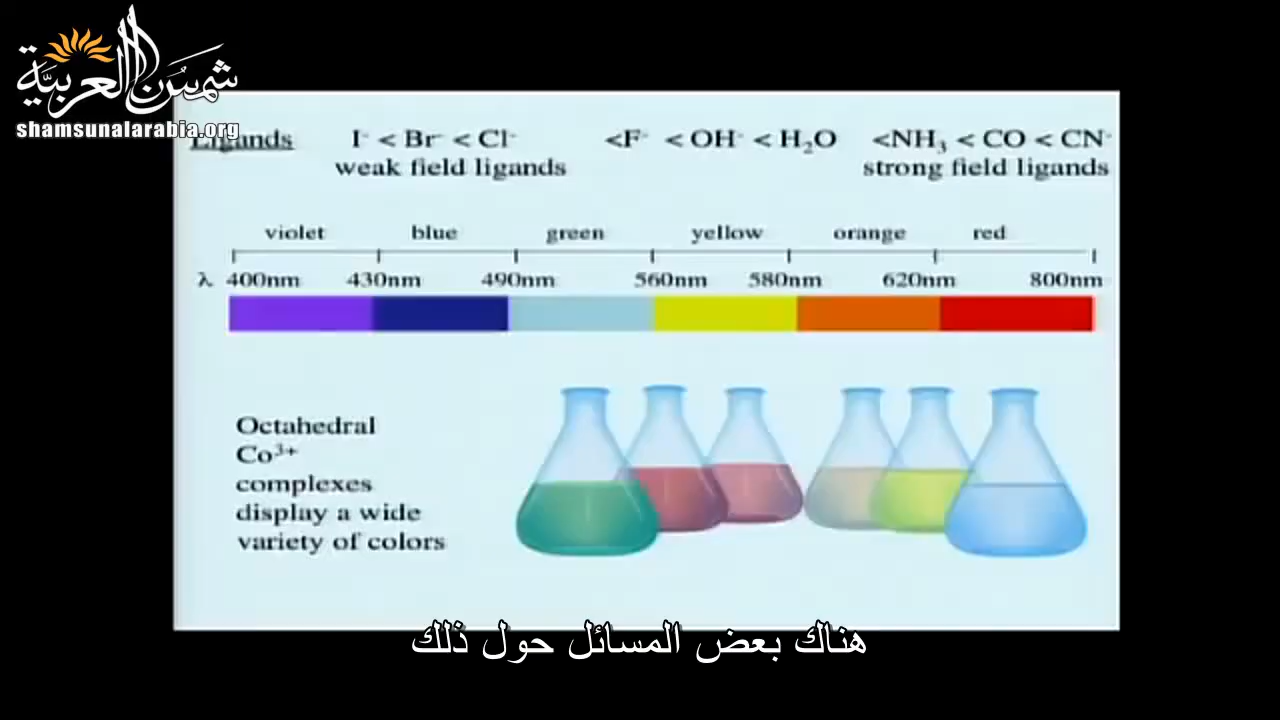 شمس العربية
shamsunalarabia.org
Ligands I⁻ < Br⁻ < Cl⁻ <F⁻ < OH⁻ < H₂O <NH₃ < CO < CN⁻
weak field ligands strong field ligands
violet blue green yellow orange red
λ 400nm 430nm 490nm 560nm 580nm 620nm 800nm
Octahedral
Co³⁺
complexes
display a wide
variety of colors
هناك بعض المسائل حول ذلك